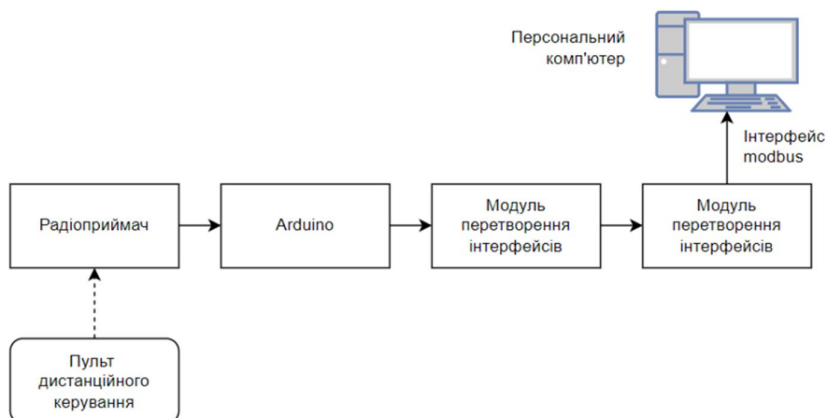 Персональний
комп'ютер
Інтерфейс
modbus
Радіоприймач
Arduino
Модуль
перетворення
інтерфейсів
Модуль
перетворення
інтерфейсів
Пульт
дистанційного
керування